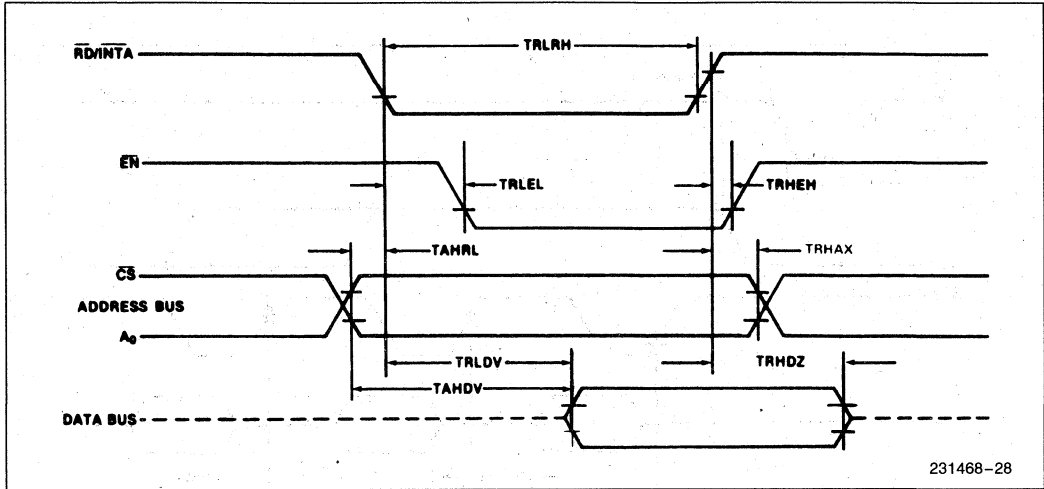 TRLRH
RD/INTA
EN
TRLEL
TRHEH
TAHRL
TRHAX
CS
ADDRESS BUS
A0
TRLDV
TRHDZ
TAHDV
DATA BUS
231468-28